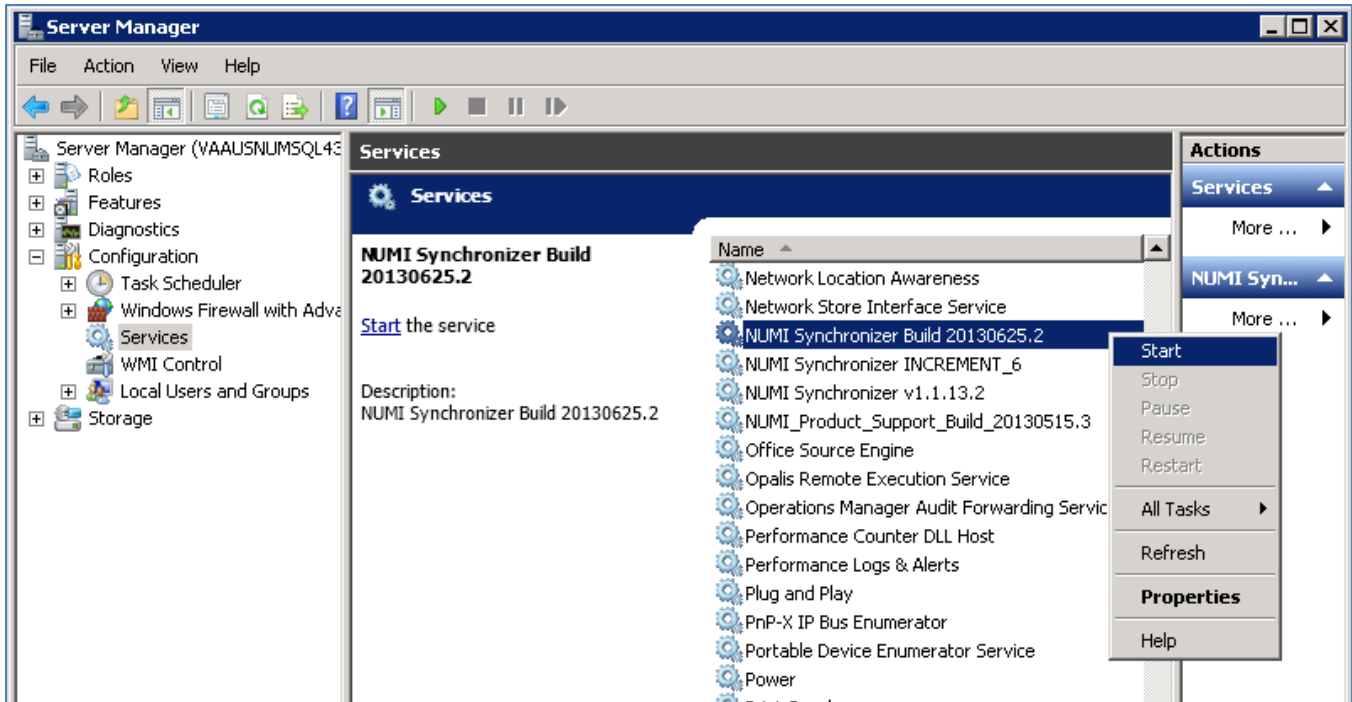 Server Manager
File Action View Help
Server Manager (VAAUSNUMSQL43
Roles
Features
Diagnostics
Configuration
Task Scheduler
Windows Firewall with Adva
Services
WMI Control
Local Users and Groups
Storage
Services
Services
NUMI Synchronizer Build
20130625.2
Start the service
Description:
NUMI Synchronizer Build 20130625.2
Name
Network Location Awareness
Network Store Interface Service
NUMI Synchronizer Build 20130625.2
NUMI Synchronizer INCREMENT_6
NUMI Synchronizer v1.1.13.2
NUMI_Product_Support_Build_20130515.3
Office Source Engine
Opalis Remote Execution Service
Operations Manager Audit Forwarding Servic
Performance Counter DLL Host
Performance Logs & Alerts
Plug and Play
PnP-X IP Bus Enumerator
Portable Device Enumerator Service
Power
Start
Stop
Pause
Resume
Restart
All Tasks
Refresh
Properties
Help
Actions
Services
More ...
NUMI Syn...
More ...